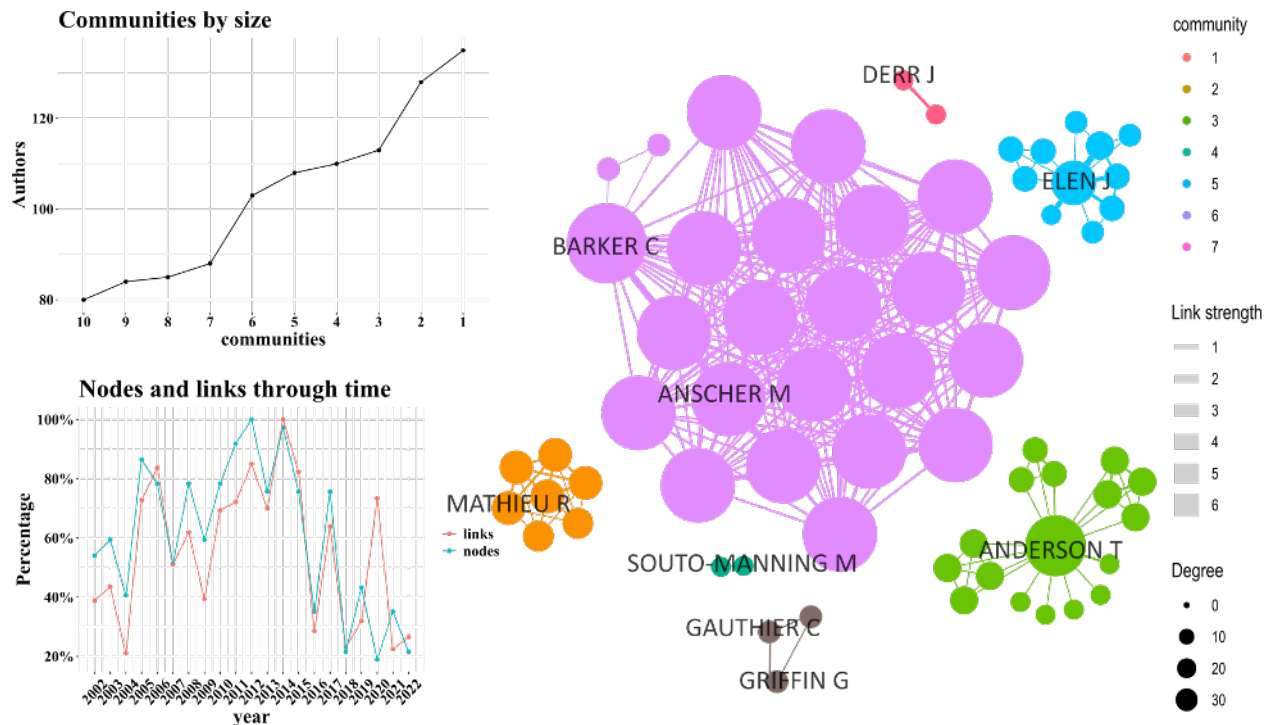 Communities by size
Authors
120
100
80
10 9 8 7 6 5 4 3 2 1
communities
Nodes and links through time
Percentage
100%
80%
60%
40%
20%
2002 2003 2004 2005 2006 2007 2008 2009 2010 2011 2012 2013 2014 2015 2016 2017 2018 2019 2020 2021 2022
year
links
nodes
DERR J
ELEN J
BARKER C
ANSCHER M
MATHIEU R
SOUTO-MANNING M
ANDERSON T
GAUTHIER C
GRIFFIN G
community
1
2
3
4
5
6
7
Link strength
1
2
3
4
5
6
Degree
0
10
20
30